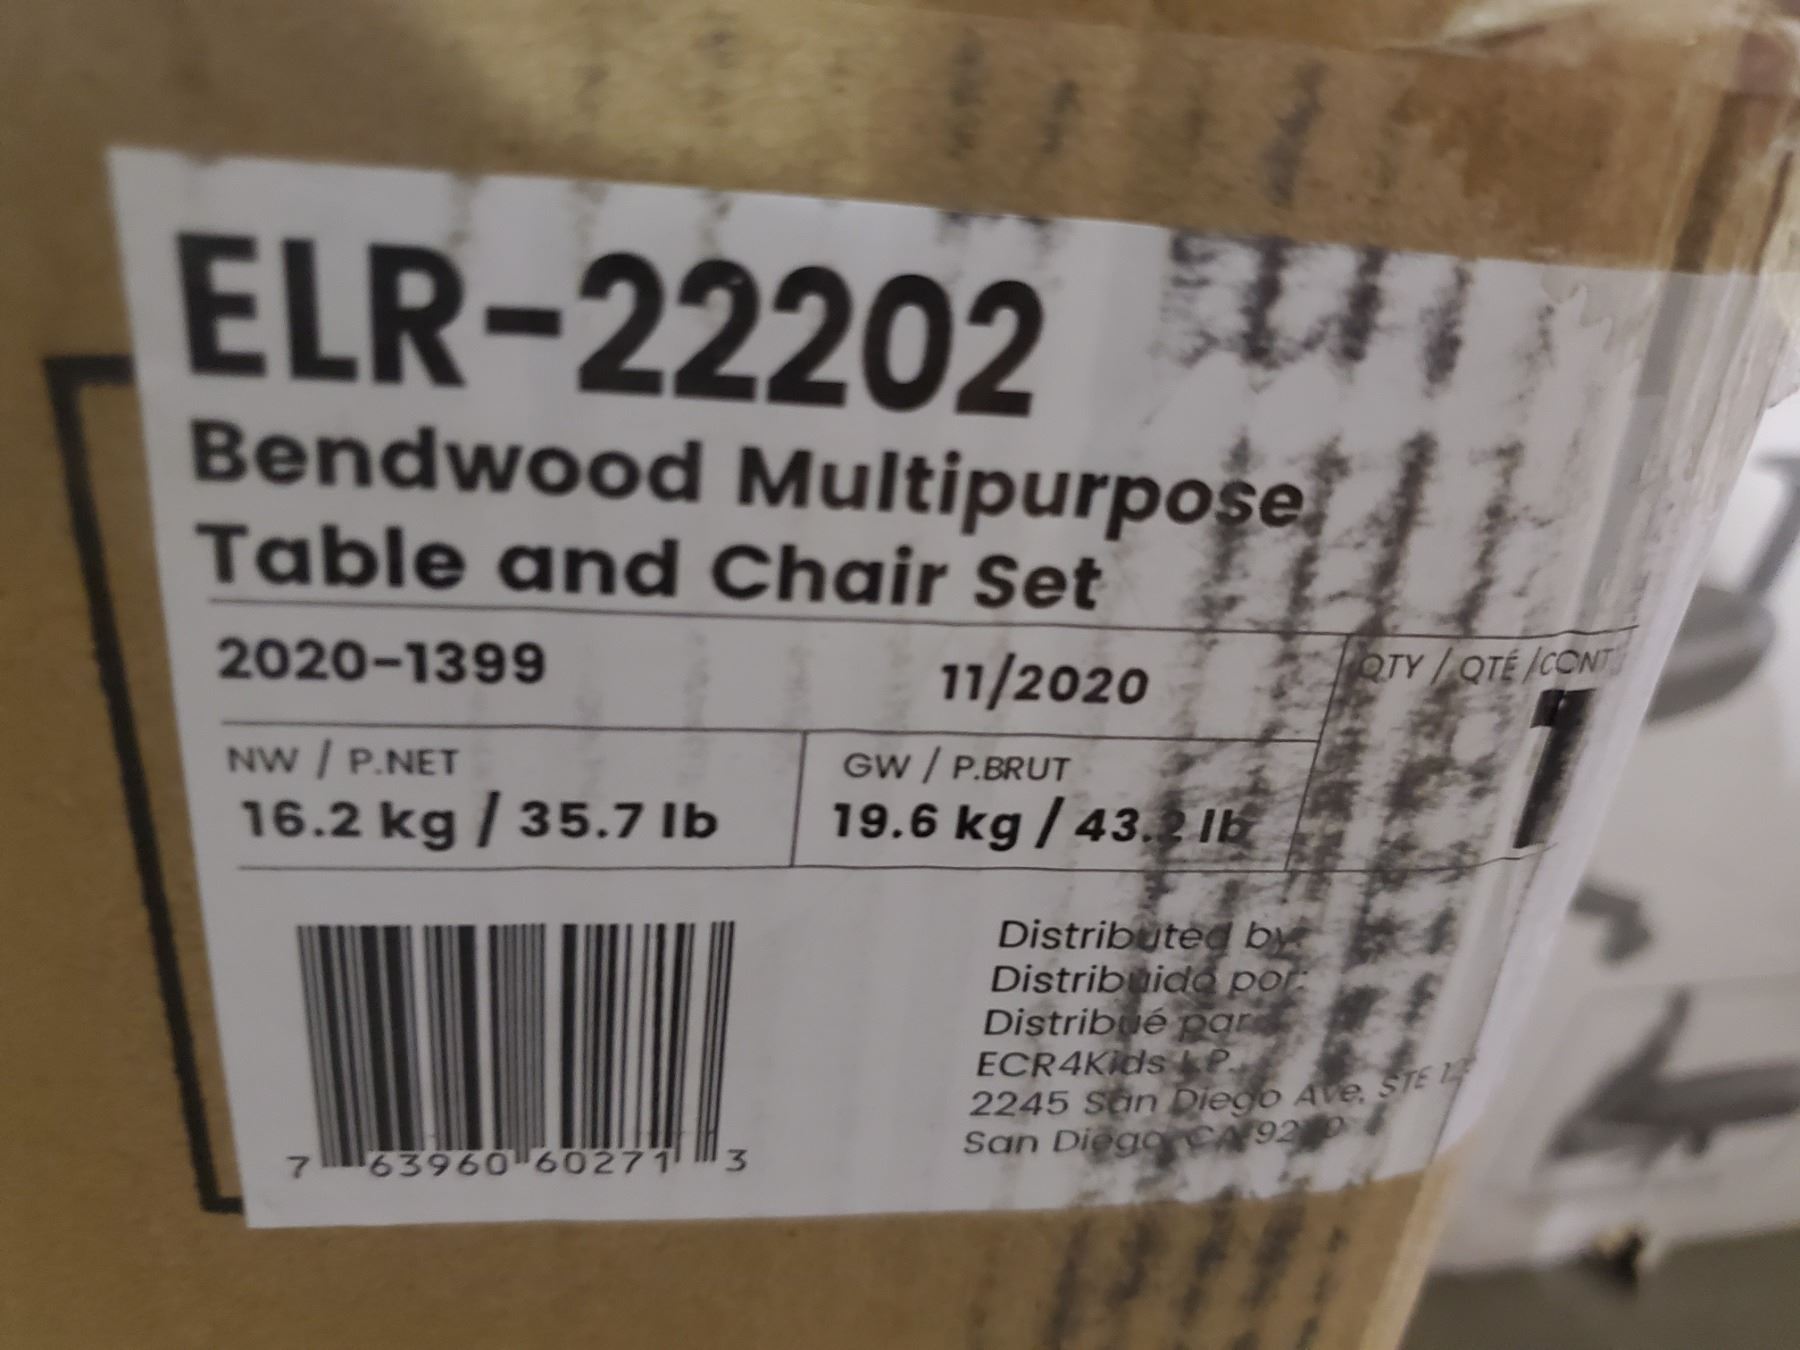 ELR-22202
Bendwood Multipurpose
Table and Chair Set
2020-1399 11/2020
QTY / QTÉ /CONT
1
NW / P.NET GW / P.BRUT
16.2 kg / 35.7 lb 19.6 kg / 43.2 lb
Distributed by:
Distribuido por:
Distribué par
ECR4Kids L.P.
2245 San Diego Ave. STE
San Diego, CA
7 63960 60271 3